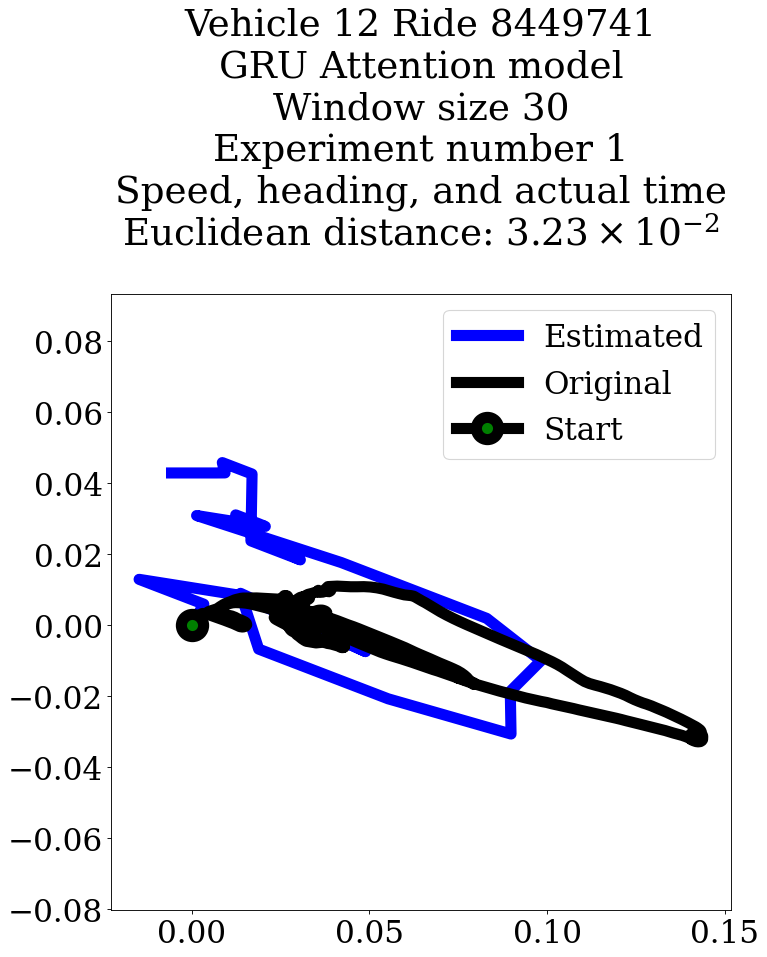 Vehicle 12 Ride 8449741
GRU Attention model
Window size 30
Experiment number 1
Speed, heading, and actual time
Euclidean distance: 3.23 × 10⁻²
Estimated
Original
Start
0.08
0.06
0.04
0.02
0.00
−0.02
−0.04
−0.06
−0.08
0.00 0.05 0.10 0.15